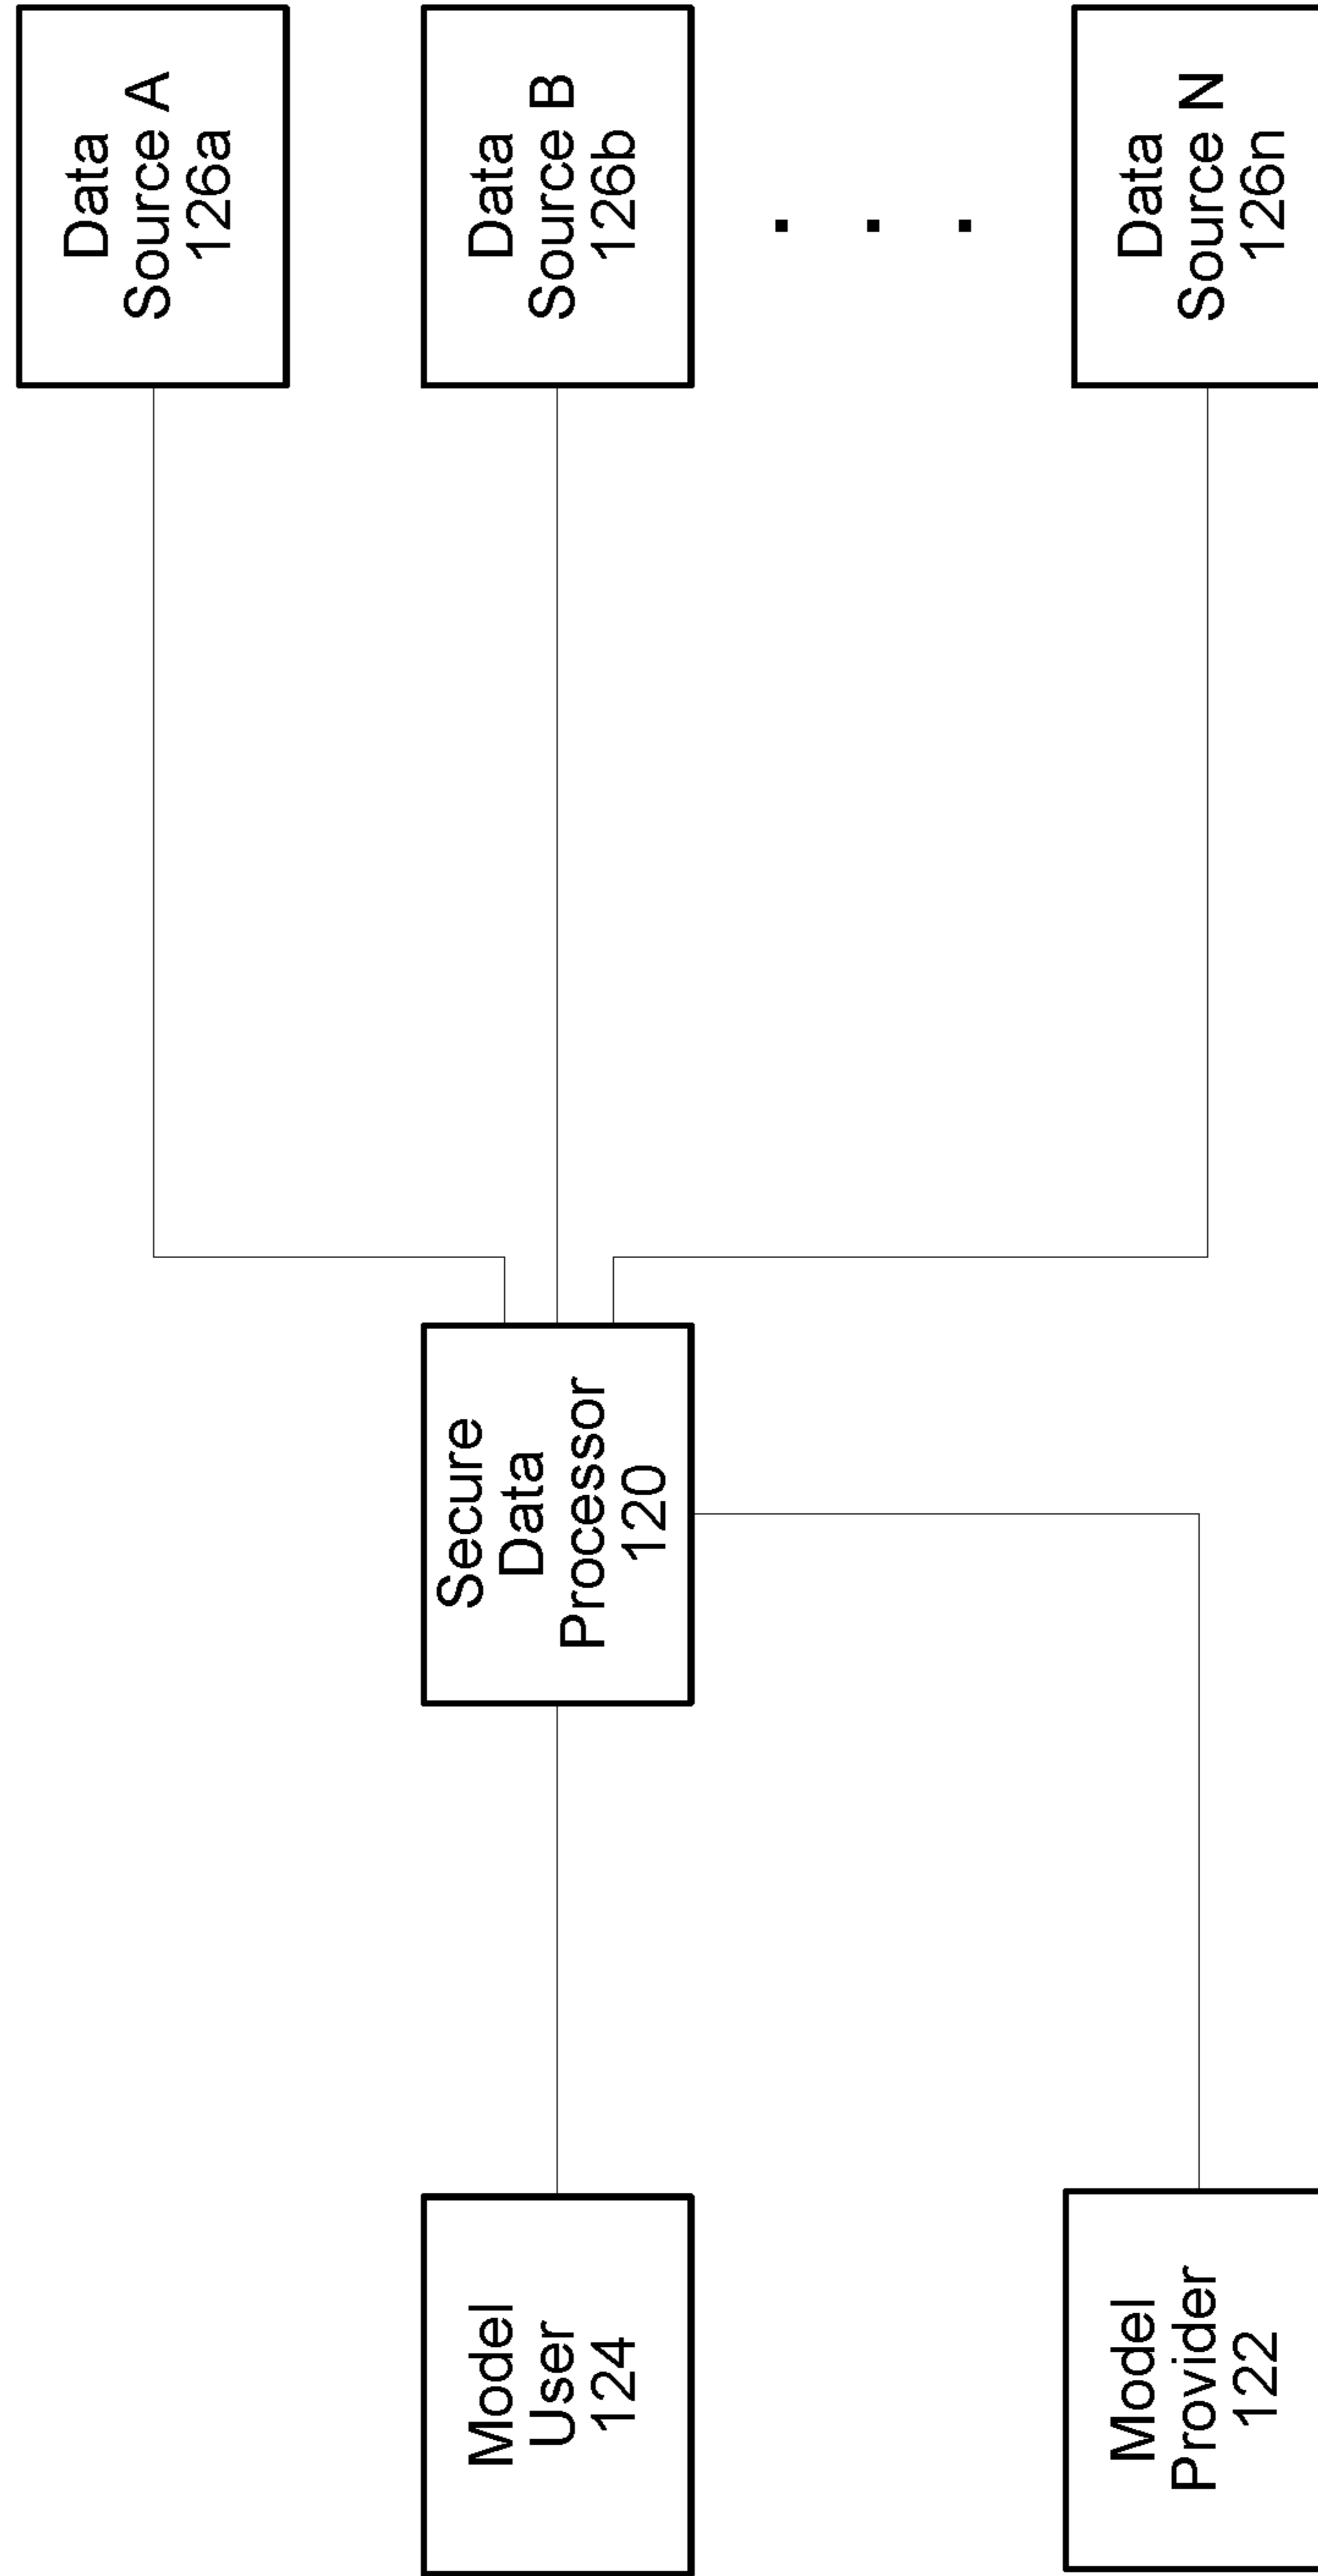 Data
Source A
126a
Data
Source B
126b
. . .
Data
Source N
126n
Secure
Data
Processor
120
Model
User
124
Model
Provider
122